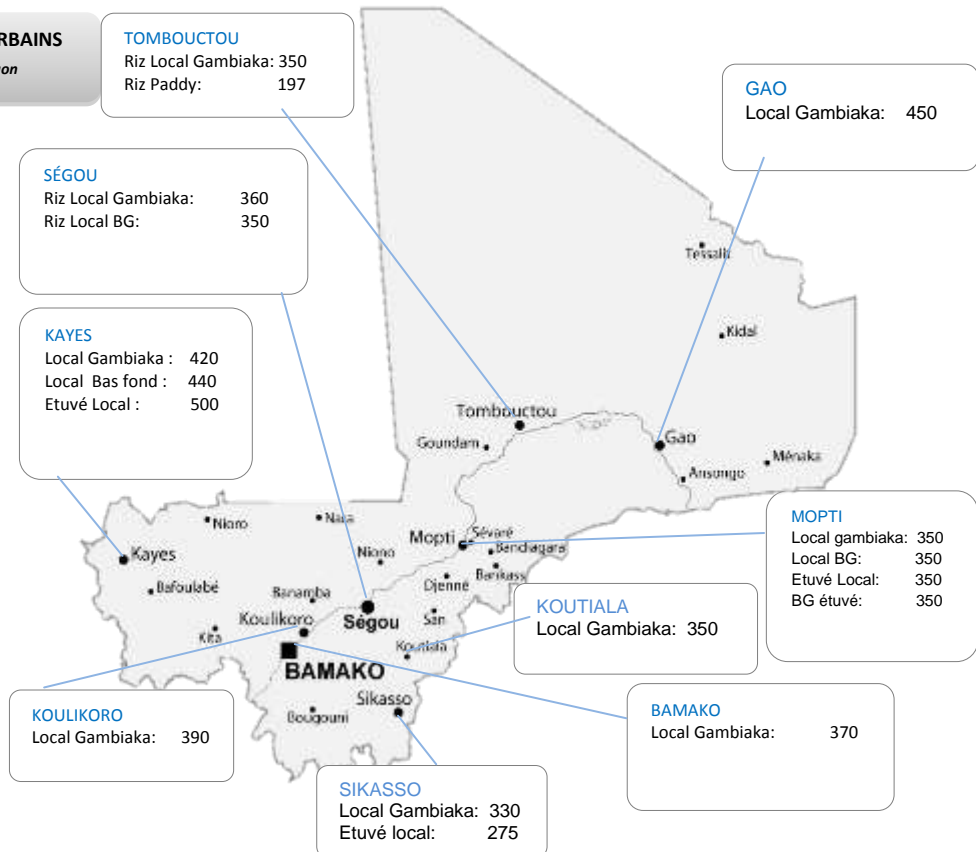 RBAINS
on
TOMBOUCTOU
Riz Local Gambiaka: 350
Riz Paddy: 197
GAO
Local Gambiaka: 450
SÉGOU
Riz Local Gambiaka: 360
Riz Local BG: 350
KAYES
Local Gambiaka : 420
Local Bas fond : 440
Etuvé Local : 500
Tessalit
Kidal
Tombouctou
Goundam
Gao
Ménaka
Ansongo
Nioro
Nara
Mopti
Sévaré
Bandiagara
Kayes
Niono
Bankass
Bafoulabé
Djenné
Banamba
Ségou
San
Koulikoro
Kita
Koutiala
BAMAKO
Sikasso
Bougouni
MOPTI
Local gambiaka: 350
Local BG: 350
Etuvé Local: 350
BG étuvé: 350
KOUTIALA
Local Gambiaka: 350
KOULIKORO
Local Gambiaka: 390
BAMAKO
Local Gambiaka: 370
SIKASSO
Local Gambiaka: 330
Etuvé local: 275